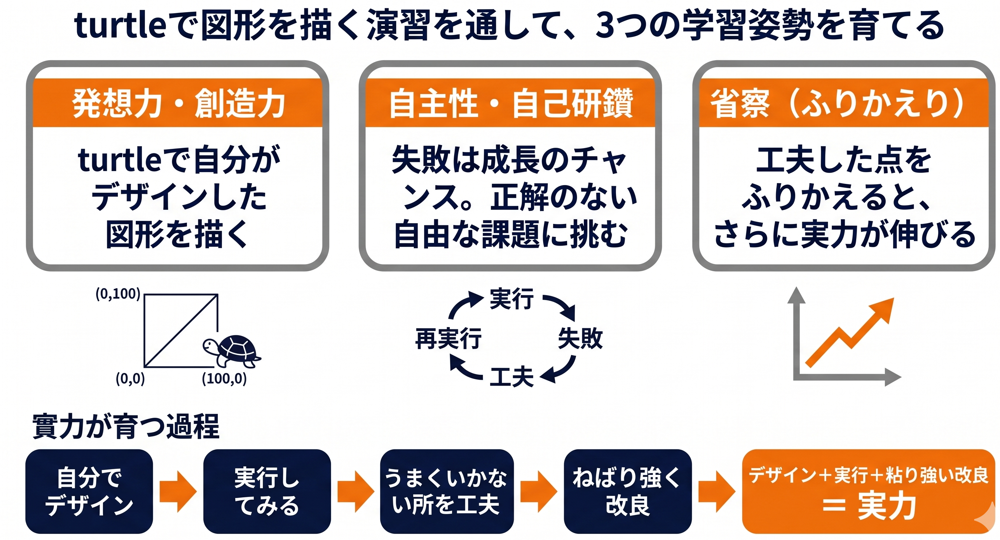 turtleで図形を描く演習を通して、3つの学習姿勢を育てる
発想力・創造力
turtleで自分が
デザインした
図形を描く
自主性・自己研鑽
失敗は成長のチャ
ンス。正解のない
自由な課題に挑む
省察（ふりかえり）
工夫した点を
ふりかえると、
さらに実力が伸びる
(0,100)
(0,0)
(100,0)
実行
失敗
工夫
再実行
實力が育つ過程
自分で
デザイン
実行し
てみる
うまくいかな
い所を工夫
ねばり強く
改良
デザイン＋実行＋粘り強い改良
＝ 実力